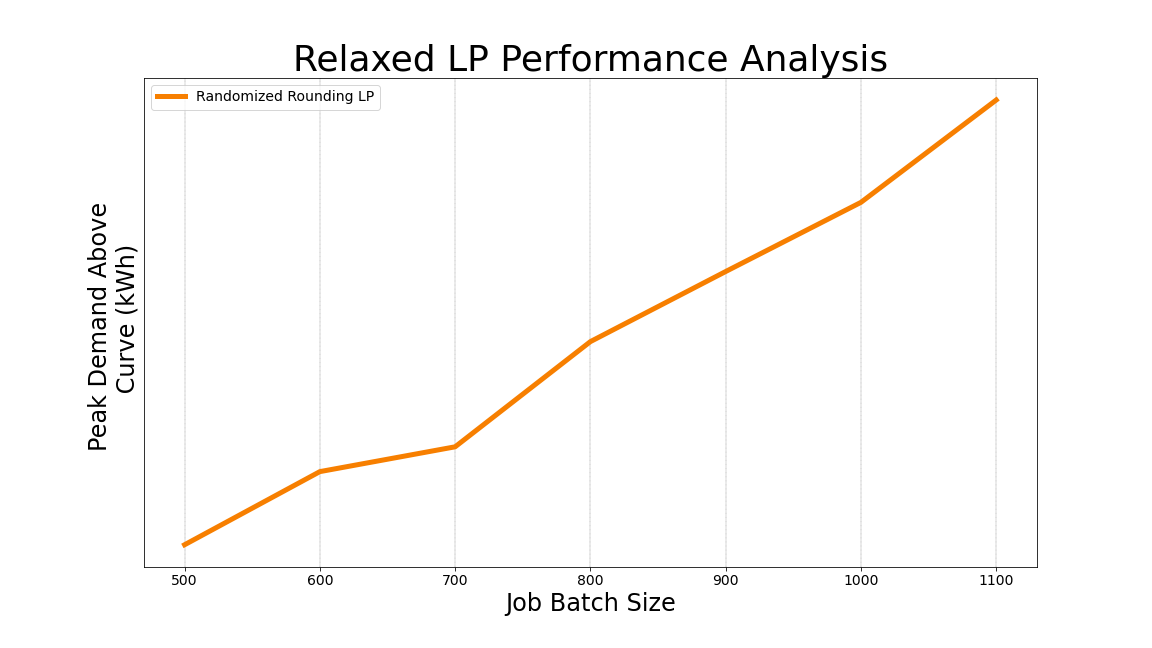 Relaxed LP Performance Analysis
Randomized Rounding LP
Peak Demand Above
Curve (kWh)
500 600 700 800 900 1000 1100
Job Batch Size